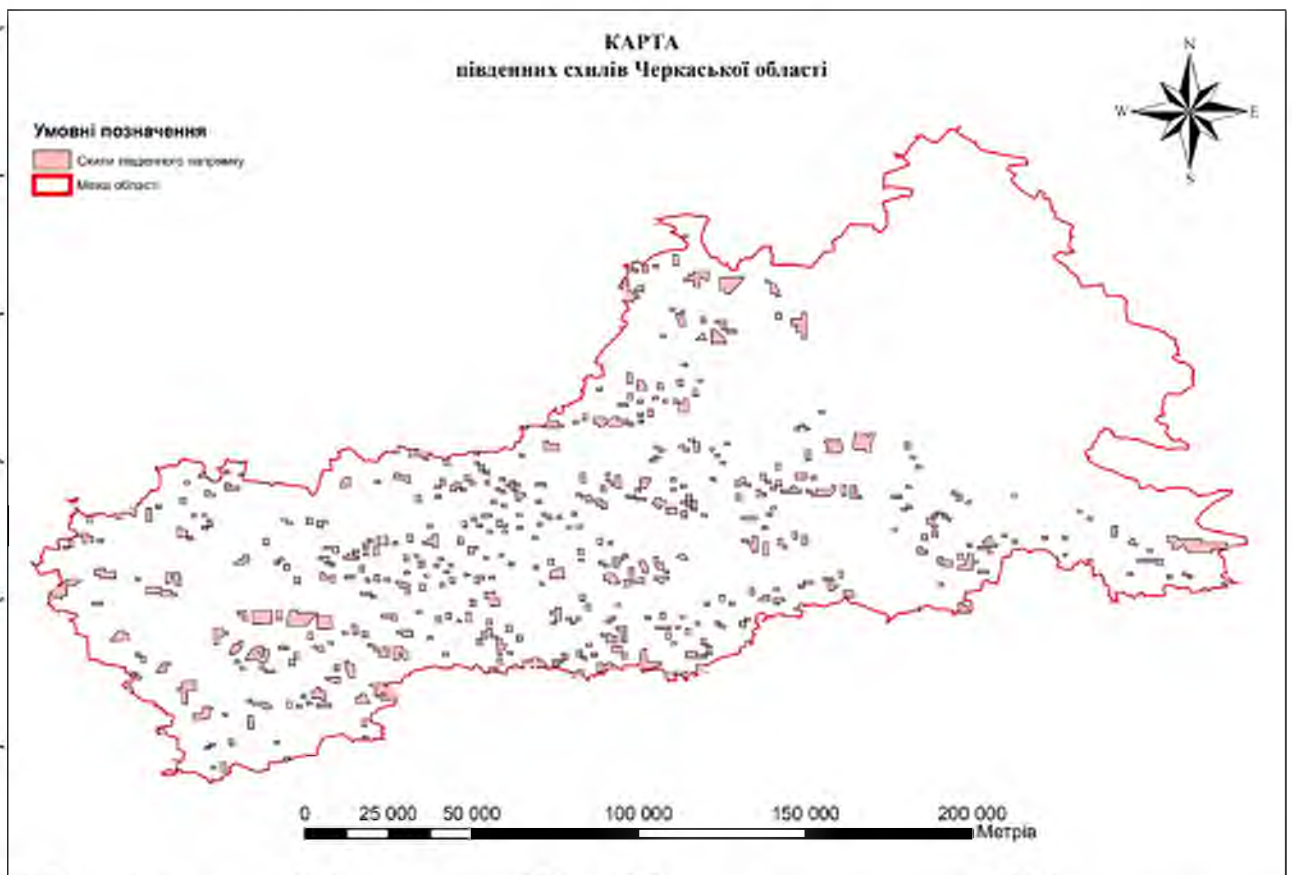 КАРТА
південних схилів Черкаської області
N
W E
S
Умовні позначення
Схили південного напрямку
Межа області
0 25 000 50 000 100 000 150 000 200 000
Метрів